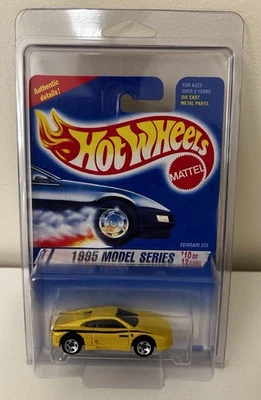 Authentic
details!
FOR AGES
OVER 3 YEARS
DIE CAST
METAL PARTS.
Hot Wheels
MATTEL
FERRARI 355
1995 MODEL SERIES
#10 OF
12 CARS